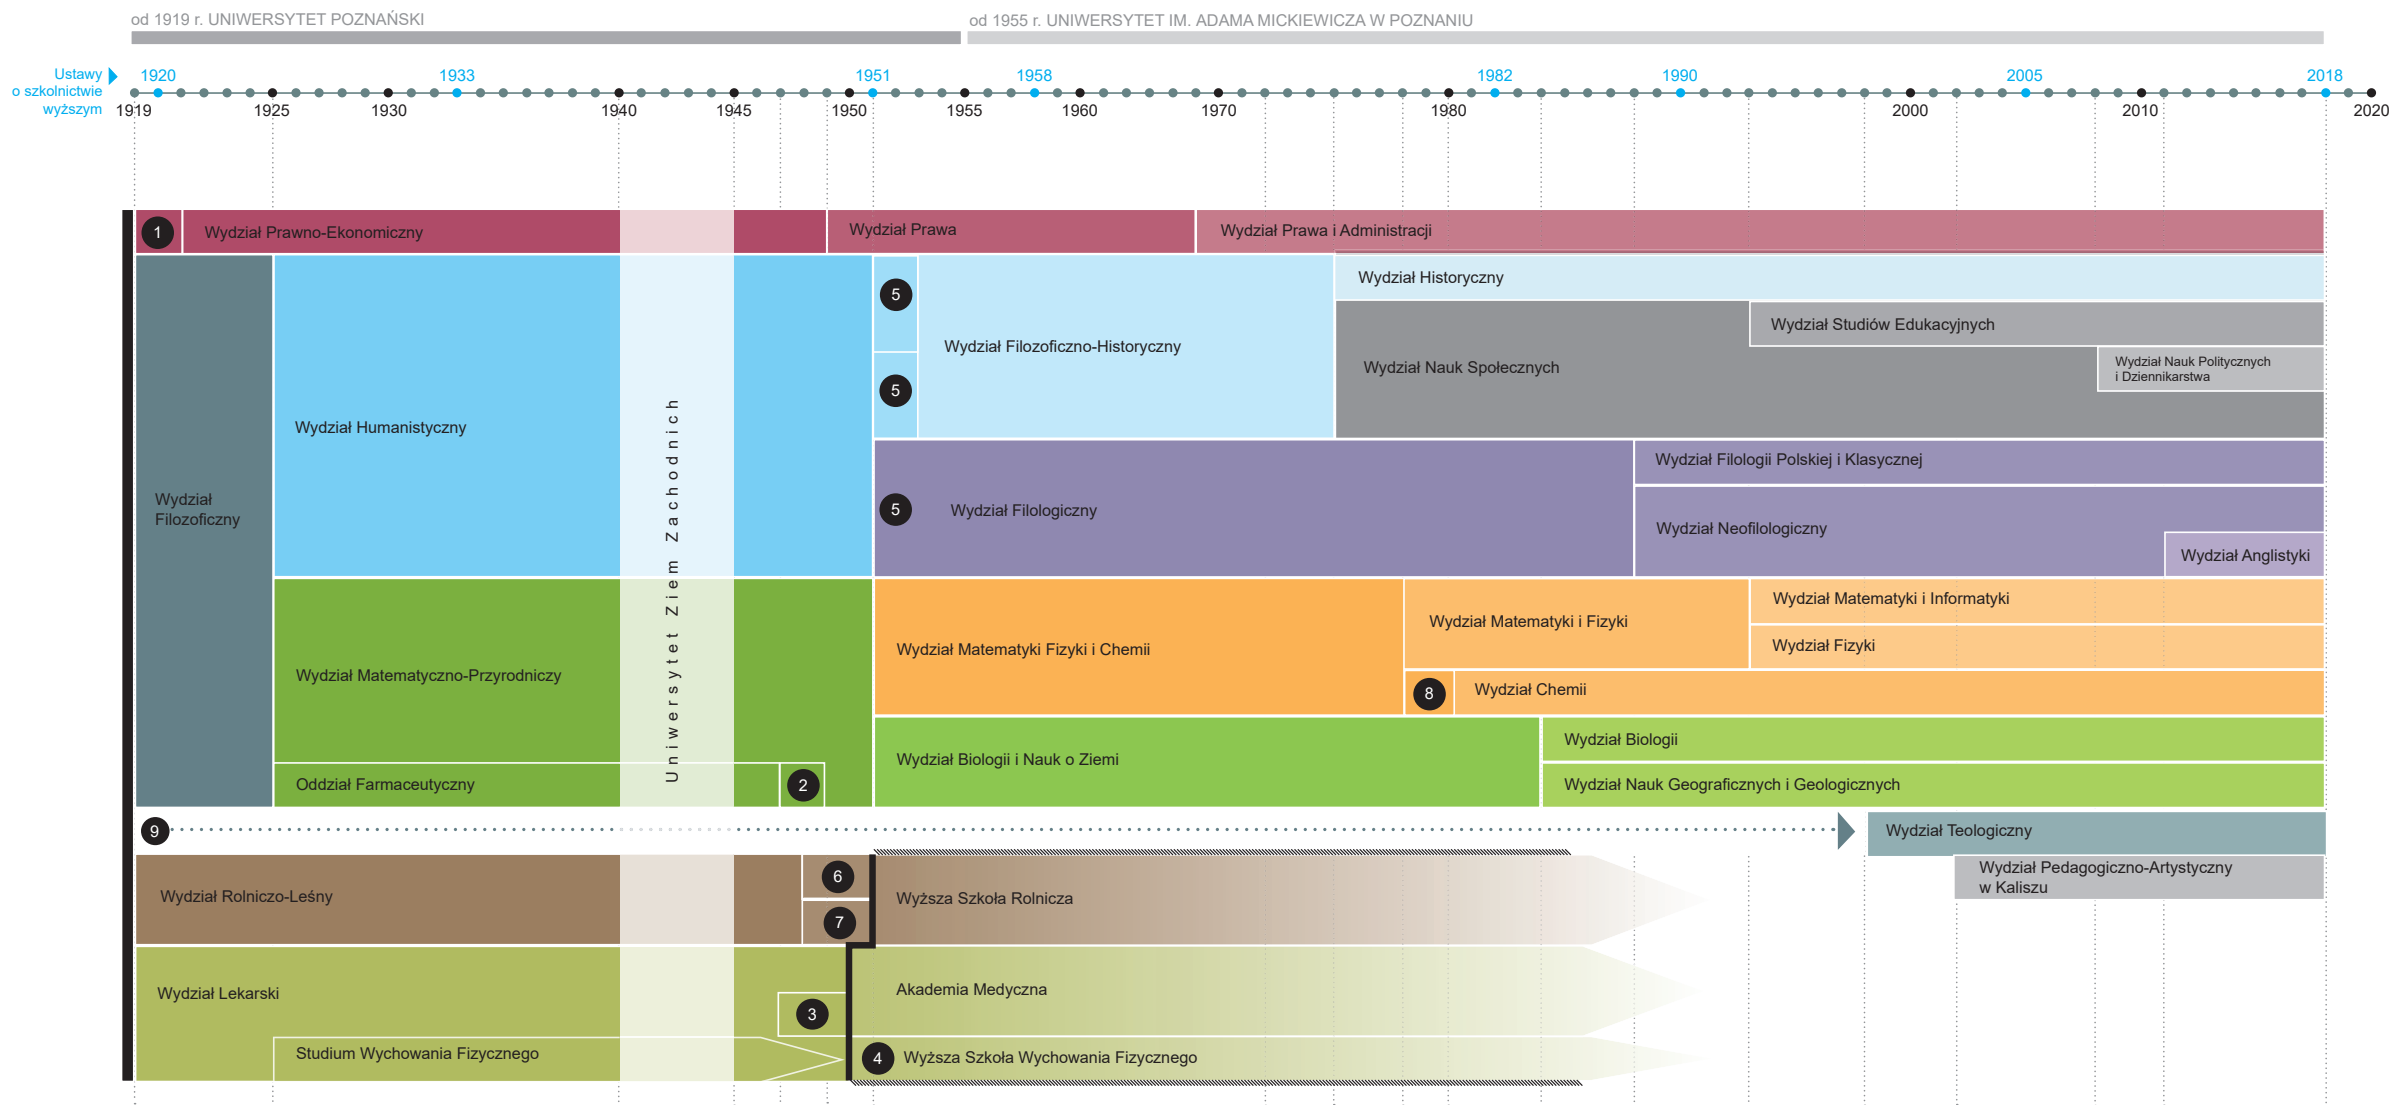 od 1919 r. UNIWERSYTET POZNAŃSKI
od 1955 r. UNIWERSYTET IM. ADAMA MICKIEWICZA W POZNANIU
Ustawy
o szkolnictwie
wyższym
1920 1933 1951 1958 1982 1990 2005 2018
1919 1925 1930 1940 1945 1950 1955 1960 1970 1980 2000 2010 2020
1
Wydział Prawno-Ekonomiczny
Wydział Prawa
Wydział Prawa i Administracji
Wydział
Filozoficzny
Wydział Humanistyczny
5
5
Wydział Filozoficzno-Historyczny
Wydział Historyczny
Wydział Nauk Społecznych
Wydział Studiów Edukacyjnych
Wydział Nauk Politycznych
i Dziennikarstwa
5
Wydział Filologiczny
Wydział Filologii Polskiej i Klasycznej
Wydział Neofilologiczny
Wydział Anglistyki
Uniwersytet Ziem Zachodnich
Wydział Matematyczno-Przyrodniczy
Oddział Farmaceutyczny
2
Wydział Matematyki Fizyki i Chemii
Wydział Matematyki i Fizyki
Wydział Matematyki i Informatyki
Wydział Fizyki
8
Wydział Chemii
Wydział Biologii i Nauk o Ziemi
Wydział Biologii
Wydział Nauk Geograficznych i Geologicznych
9
Wydział Teologiczny
Wydział Pedagogiczno-Artystyczny
w Kaliszu
Wydział Rolniczo-Leśny
6
7
Wyższa Szkoła Rolnicza
Wydział Lekarski
3
Akademia Medyczna
Studium Wychowania Fizycznego
4
Wyższa Szkoła Wychowania Fizycznego